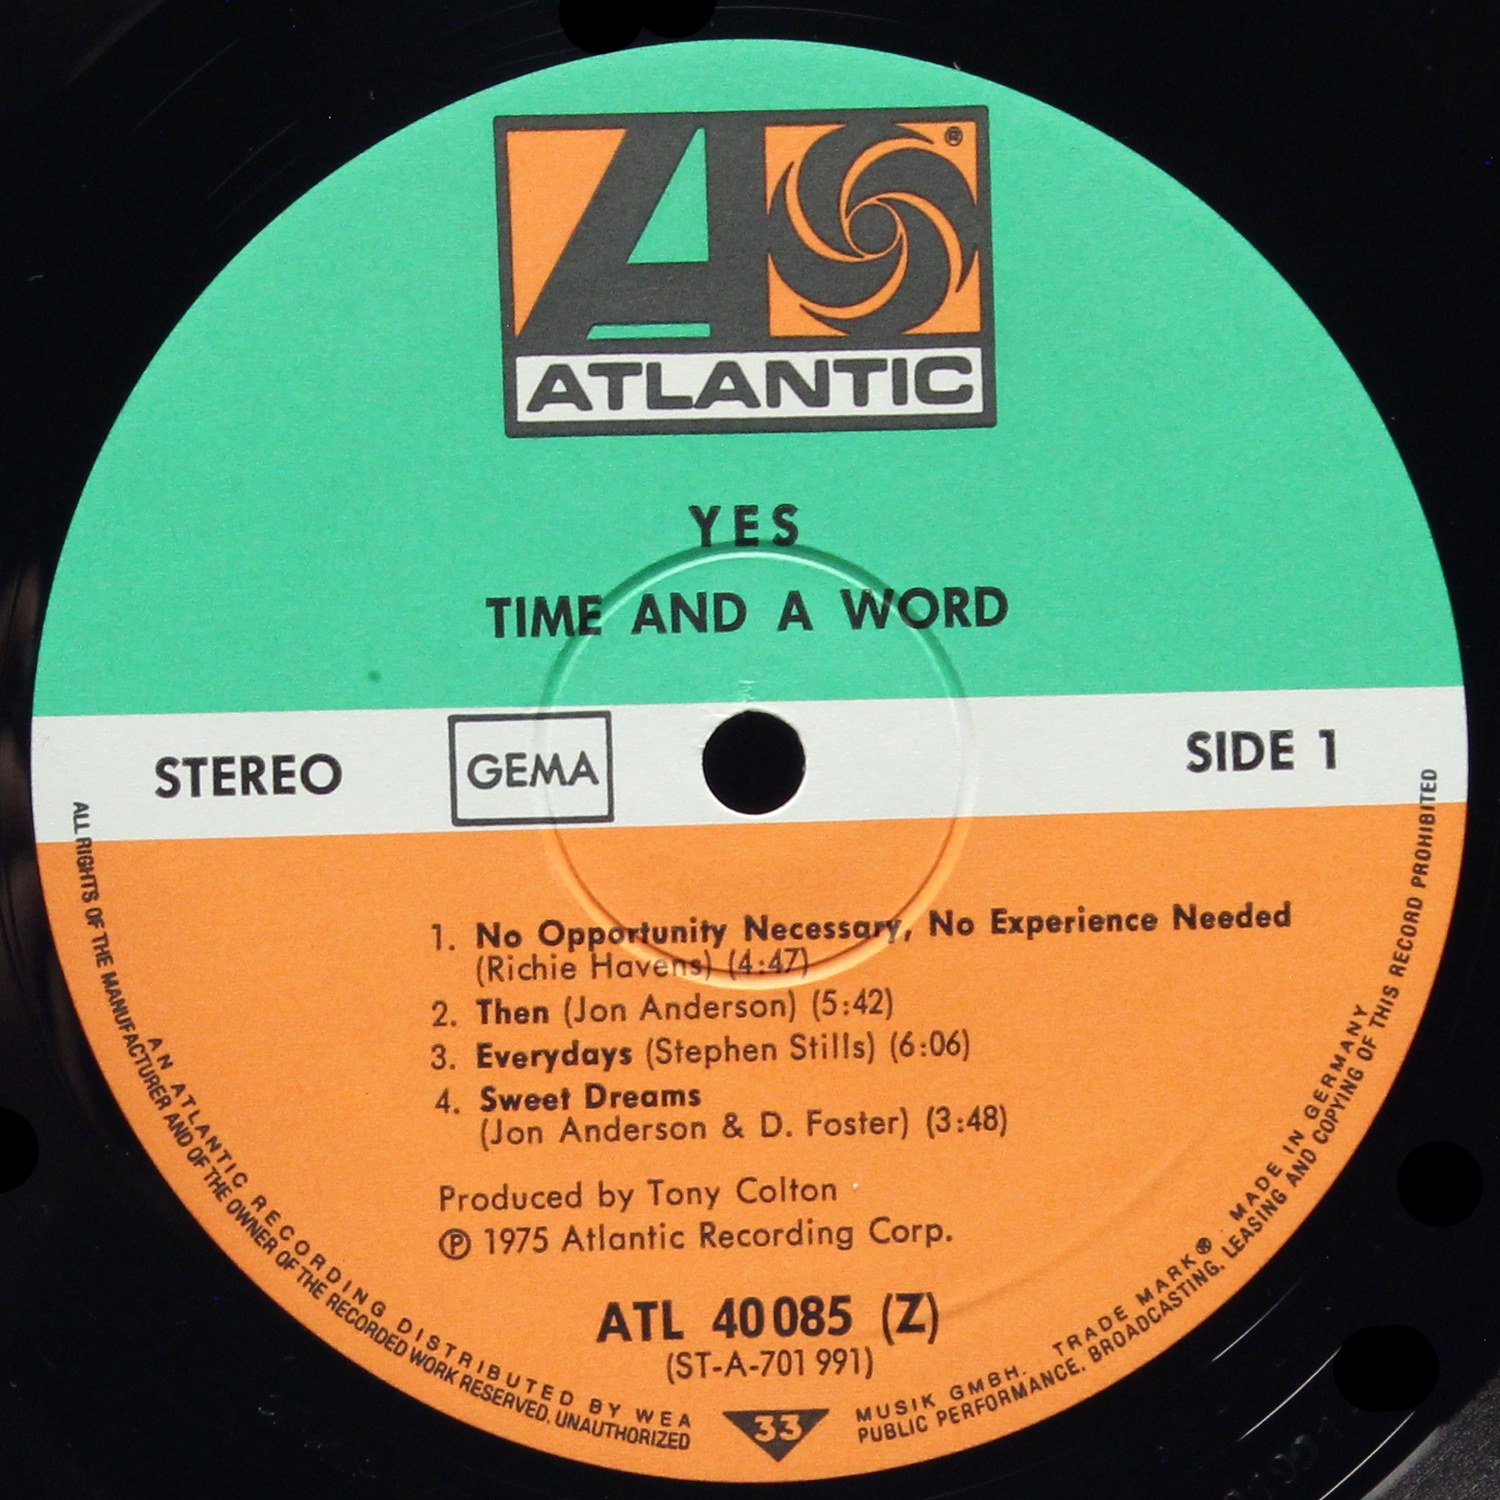 ®
ATLANTIC
YES
TIME AND A WORD
STEREO
GEMA
SIDE 1
1. No Opportunity Necessary, No Experience Needed
(Richie Havens) (4:47)
2. Then (Jon Anderson) (5:42)
3. Everydays (Stephen Stills) (6:06)
4. Sweet Dreams
(Jon Anderson & D. Foster) (3:48)
Produced by Tony Colton
℗ 1975 Atlantic Recording Corp.
ATL 40 085 (Z)
(ST-A-701 991)
33
AN ATLANTIC RECORDING DISTRIBUTED BY WEA MUSIK GMBH. TRADE MARK ® MADE IN GERMANY
ALL RIGHTS OF THE MANUFACTURER AND OF THE OWNER OF THE RECORDED WORK RESERVED. UNAUTHORIZED PUBLIC PERFORMANCE. BROADCASTING. LEASING AND COPYING OF THIS RECORD PROHIBITED